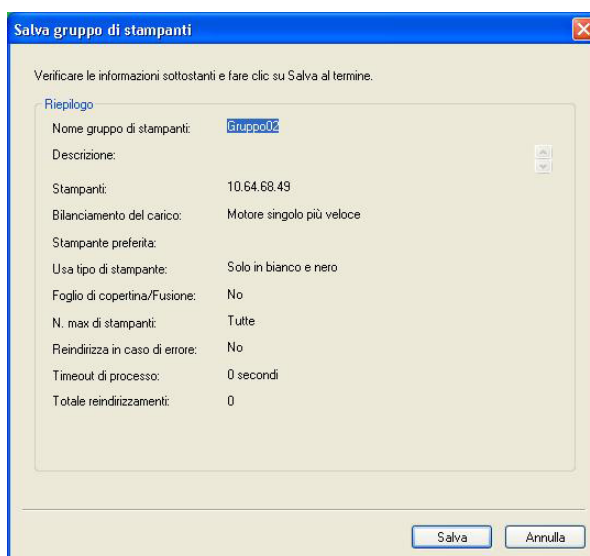 Salva gruppo di stampanti
Verificare le informazioni sottostanti e fare clic su Salva al termine.
Riepilogo
Nome gruppo di stampanti: Gruppo02
Descrizione:
Stampanti: 10.64.68.49
Bilanciamento del carico: Motore singolo più veloce
Stampante preferita:
Usa tipo di stampante: Solo in bianco e nero
Foglio di copertina/Fusione: No
N. max di stampanti: Tutte
Reindirizza in caso di errore: No
Timeout di processo: 0 secondi
Totale reindirizzamenti: 0
Salva Annulla